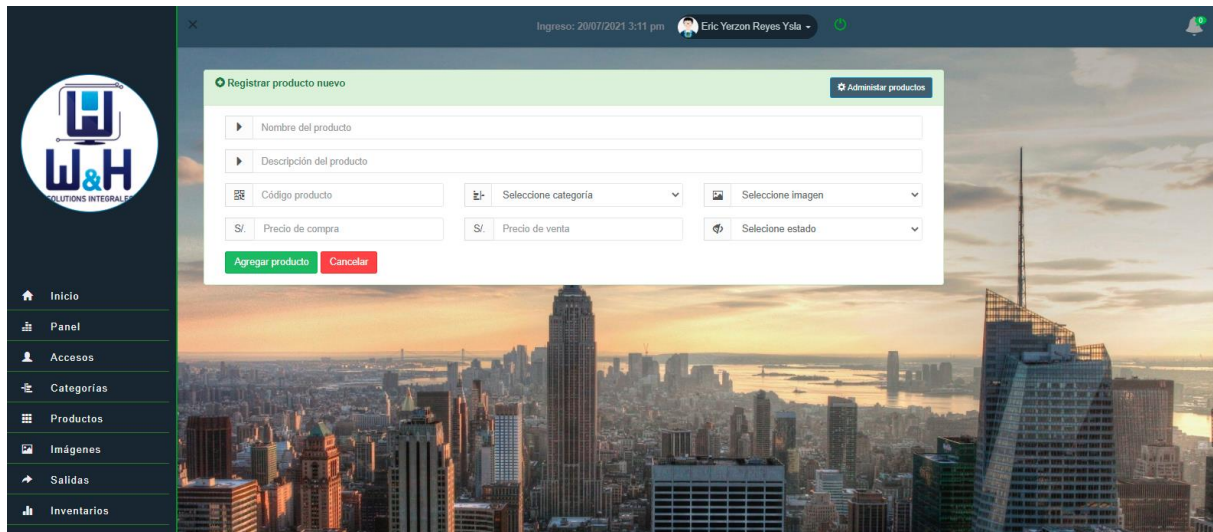 ×
Ingreso: 20/07/2021 3:11 pm Eric Yerzon Reyes Ysla
0
W&H
SOLUTIONS INTEGRALES
Inicio
Panel
Accesos
Categorías
Productos
Imágenes
Salidas
Inventarios
Registrar producto nuevo
Administar productos
Nombre del producto
Descripción del producto
Código producto Seleccione categoría Seleccione imagen
S/. Precio de compra S/. Precio de venta Selecione estado
Agregar producto Cancelar